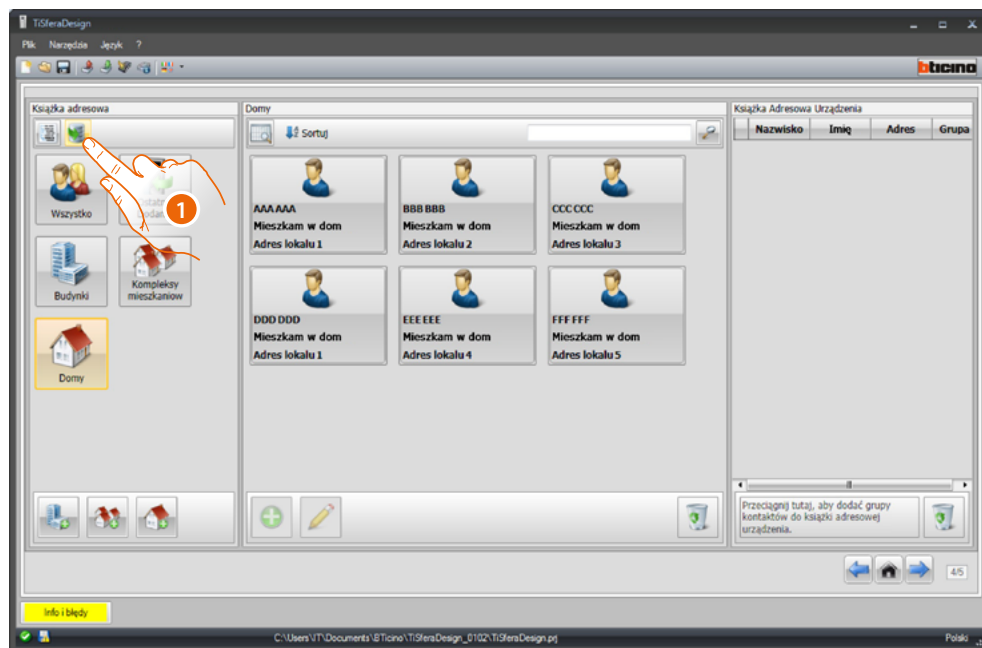 TiSferaDesign
Plik Narzędzia Język ?
bticino
Książka adresowa
Wszystko
1
Budynki
Kompleksy
mieszkaniow
Domy
Domy
Sortuj
AAA AAA
Mieszkam w dom
Adres lokalu 1
BBB BBB
Mieszkam w dom
Adres lokalu 2
CCC CCC
Mieszkam w dom
Adres lokalu 3
DDD DDD
Mieszkam w dom
Adres lokalu 1
EEE EEE
Mieszkam w dom
Adres lokalu 4
FFF FFF
Mieszkam w dom
Adres lokalu 5
Książka Adresowa Urządzenia
Nazwisko Imię Adres Grupa
Przeciągnij tutaj, aby dodać grupy
kontaktów do książki adresowej
urządzenia.
4/5
Info i błędy
C:\Users\IT\Documents\BTicino\TiSferaDesign_0102\TiSferaDesign.prj
Polski